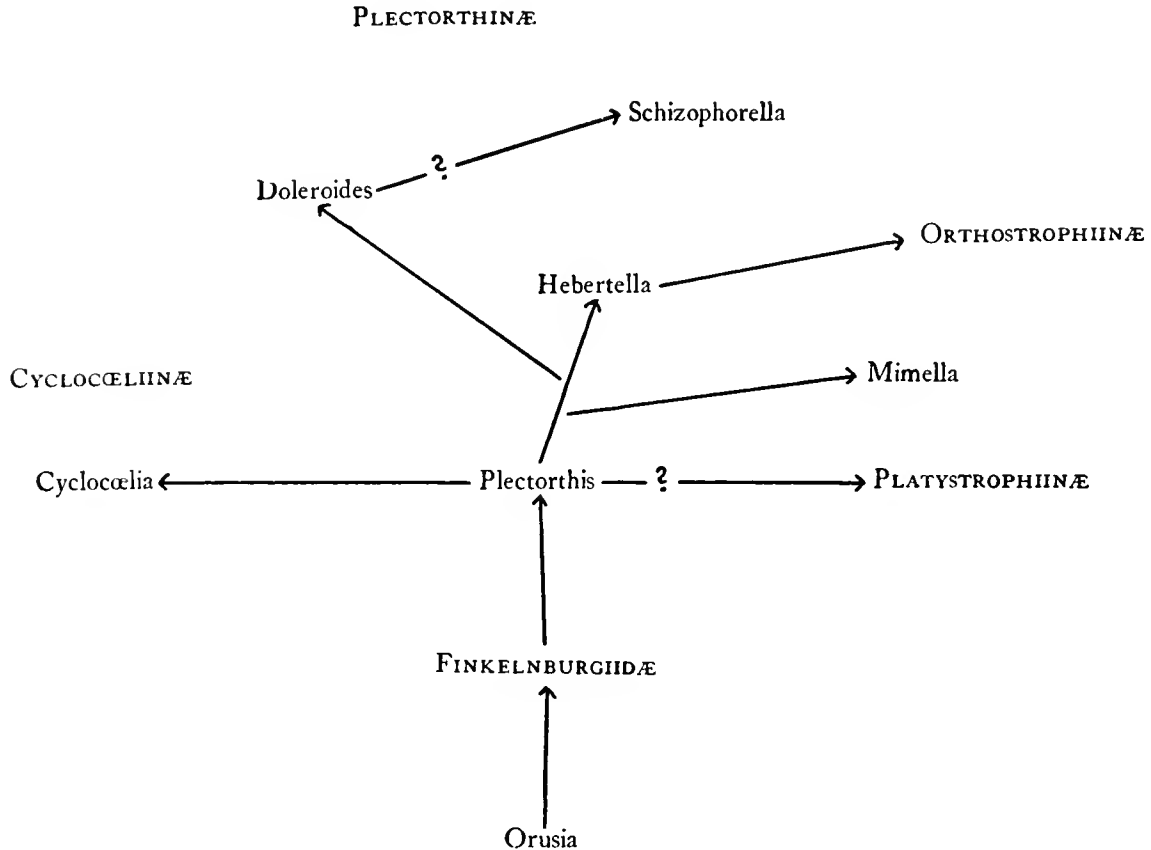 PLECTORTHINÆ
Schizophorella
?
Doleroides
ORTHOSTROPHIINÆ
Hebertella
Mimella
CYCLOCŒLIINÆ
Cyclocœlia
Plectorthis
?
PLATYSTROPHIINÆ
FINKELNBURGIIDÆ
Orusia